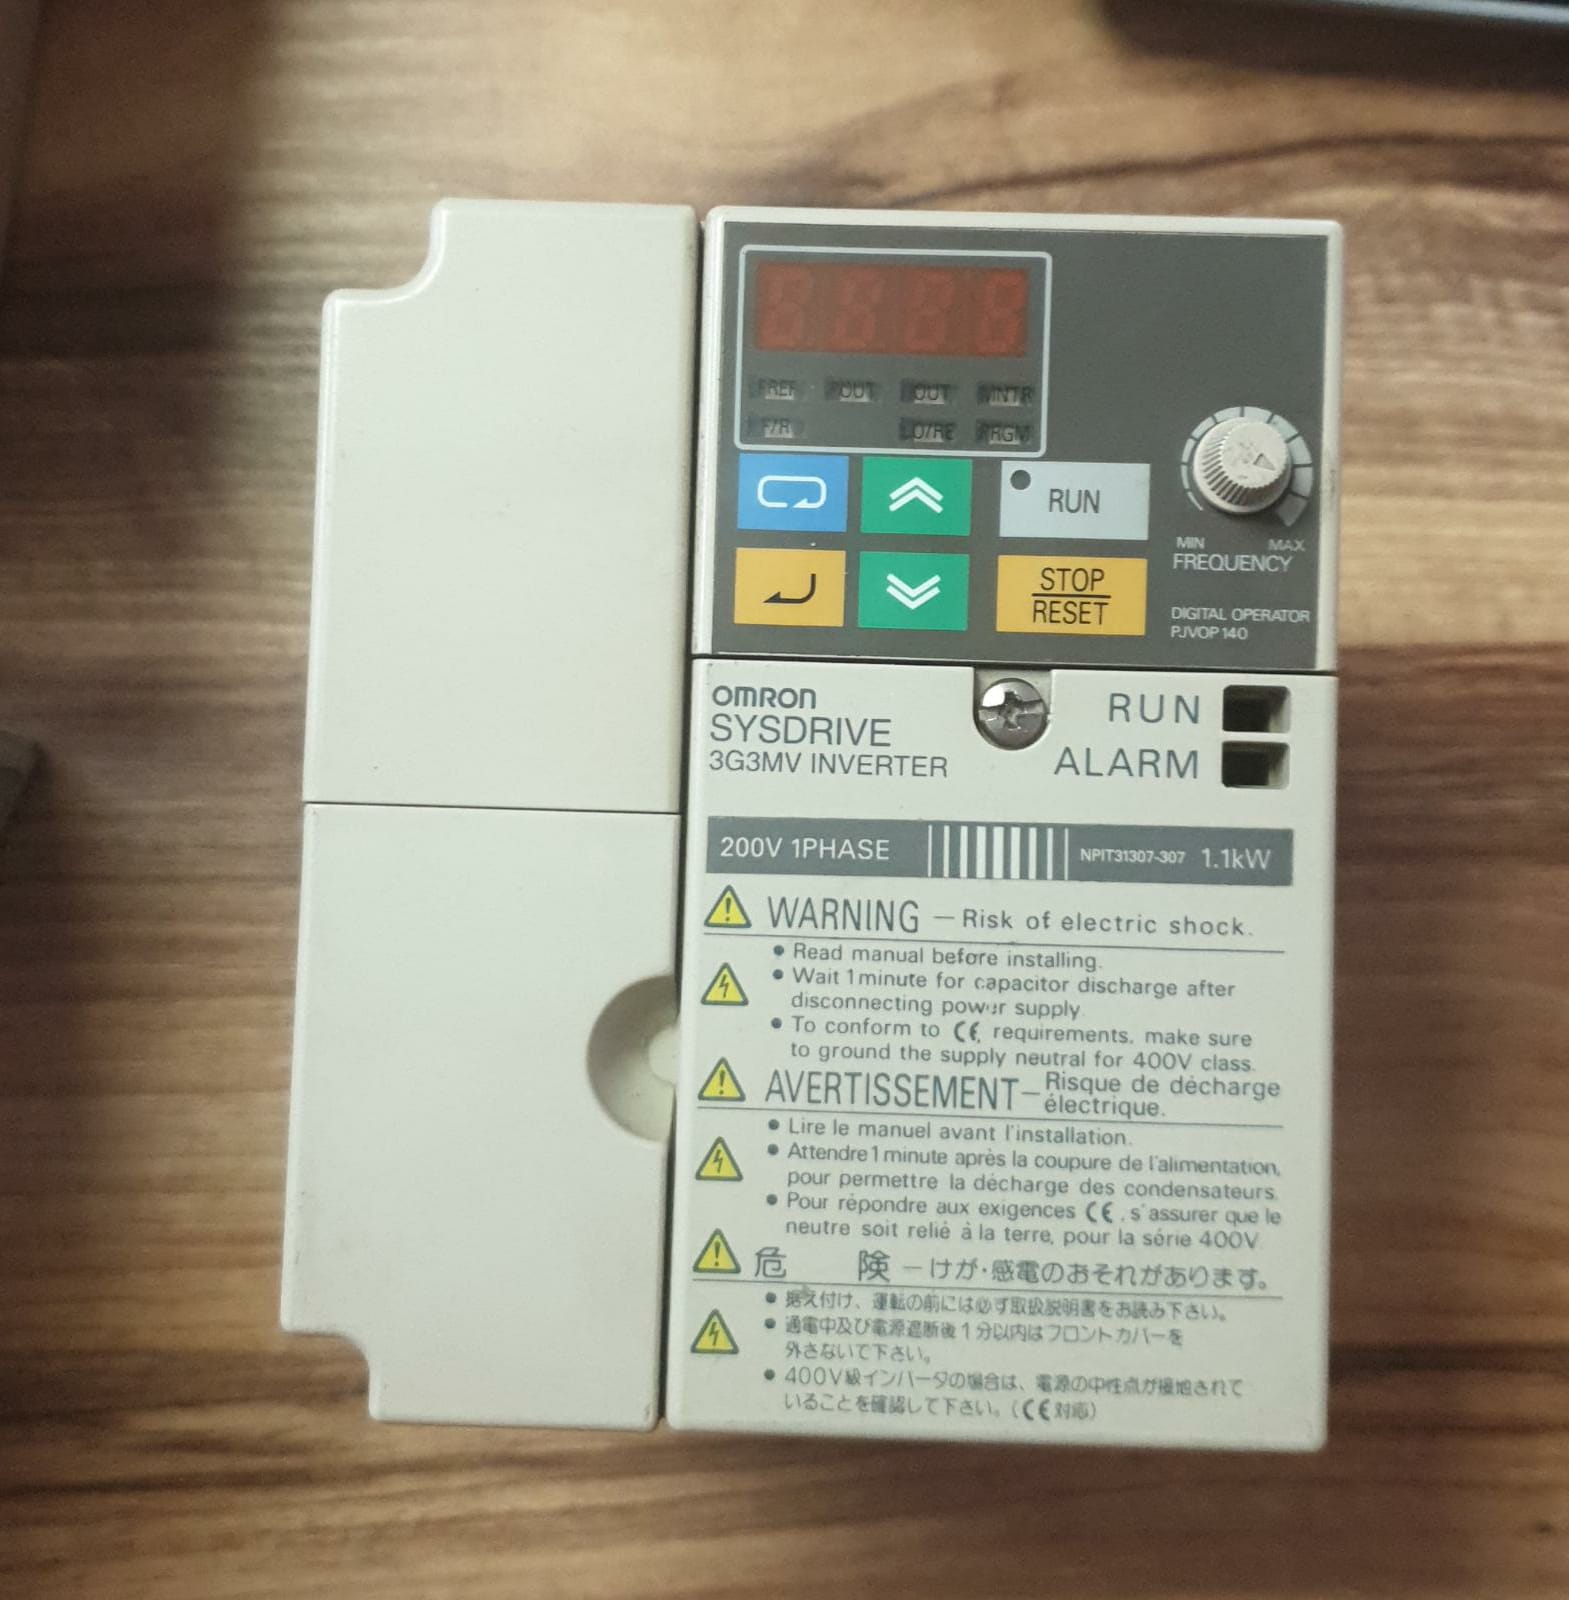 FREF FOUT IOUT MNTR
F/R LO/RE PRGM
RUN
STOP
RESET
MIN MAX
FREQUENCY
DIGITAL OPERATOR
PJVOP140
OMRON
SYSDRIVE
3G3MV INVERTER
RUN
ALARM
200V 1PHASE NPIT31307-307 1.1kW
WARNING – Risk of electric shock.
● Read manual before installing.
● Wait 1 minute for capacitor discharge after
disconnecting power supply.
● To conform to CE requirements, make sure
to ground the supply neutral for 400V class.
AVERTISSEMENT – Risque de décharge
électrique.
● Lire le manuel avant l'installation.
● Attendre 1 minute après la coupure de l'alimentation,
pour permettre la décharge des condensateurs.
● Pour répondre aux exigences CE, s'assurer que le
neutre soit relié à la terre, pour la série 400V.
危 険 – けが・感電のおそれがあります。
● 据え付け、運転の前には必ず取扱説明書をお読み下さい。
● 通電中及び電源遮断後1分以内はフロントカバーを
外さないで下さい。
● 400V級インバータの場合は、電源の中性点が接地されて
いることを確認して下さい。(CE対応)